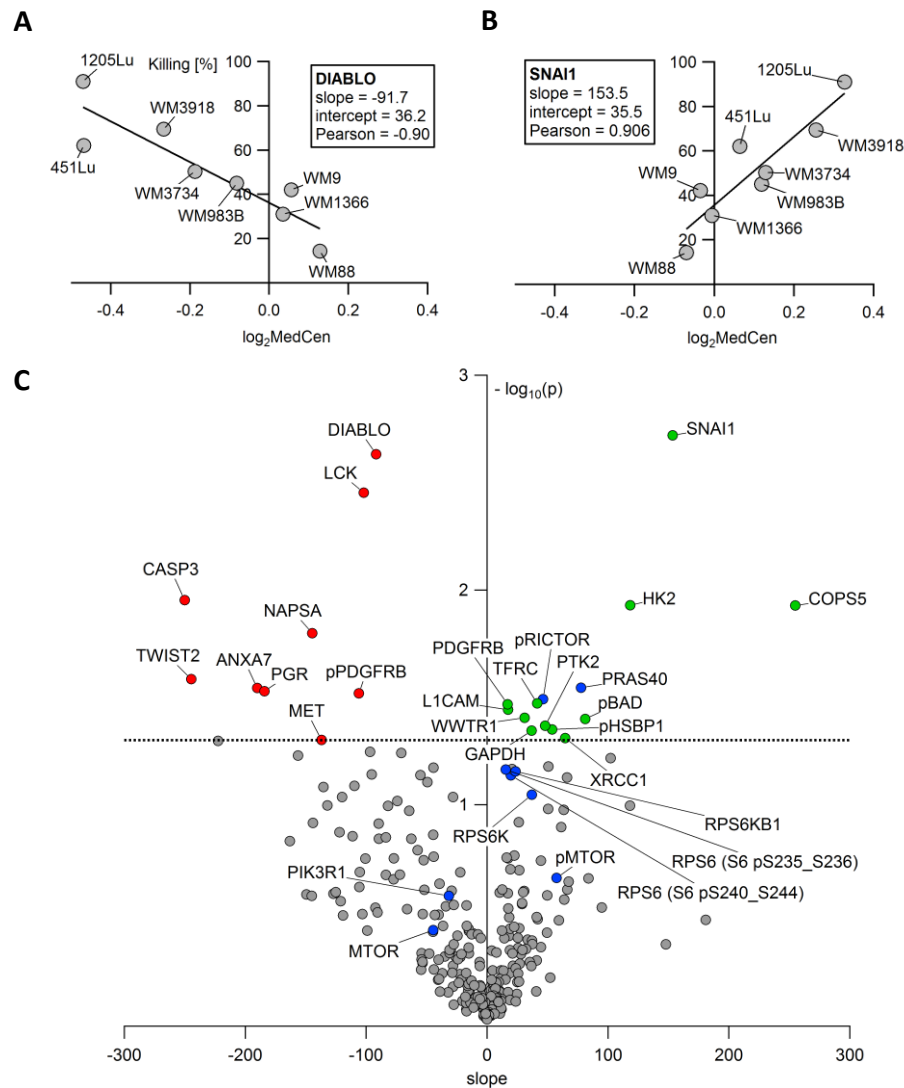 A
1205Lu
Killing [%]
100
80
60
40
20
WM3918
451Lu
WM3734
WM983B
WM9
WM1366
WM88
DIABLO
slope = -91.7
intercept = 36.2
Pearson = -0.90
-0.4
-0.2
0.0
0.2
0.4
log2MedCen
B
SNAI1
slope = 153.5
intercept = 35.5
Pearson = 0.906
100
80
60
40
20
1205Lu
451Lu
WM3918
WM9
WM3734
WM983B
WM1366
WM88
-0.4
-0.2
0.0
0.2
0.4
log2MedCen
C
3
- log10(p)
DIABLO
SNAI1
LCK
CASP3
2
HK2
COPS5
NAPSA
PDGFRB
pRICTOR
TFRC
PTK2
TWIST2
ANXA7
PGR
pPDGFRB
PRAS40
L1CAM
pBAD
MET
WWTR1
pHSBP1
GAPDH
XRCC1
1
RPS6K
RPS6KB1
PIK3R1
pMTOR
RPS6 (S6 pS235_S236)
RPS6 (S6 pS240_S244)
MTOR
-300
-200
-100
0
100
200
300
slope